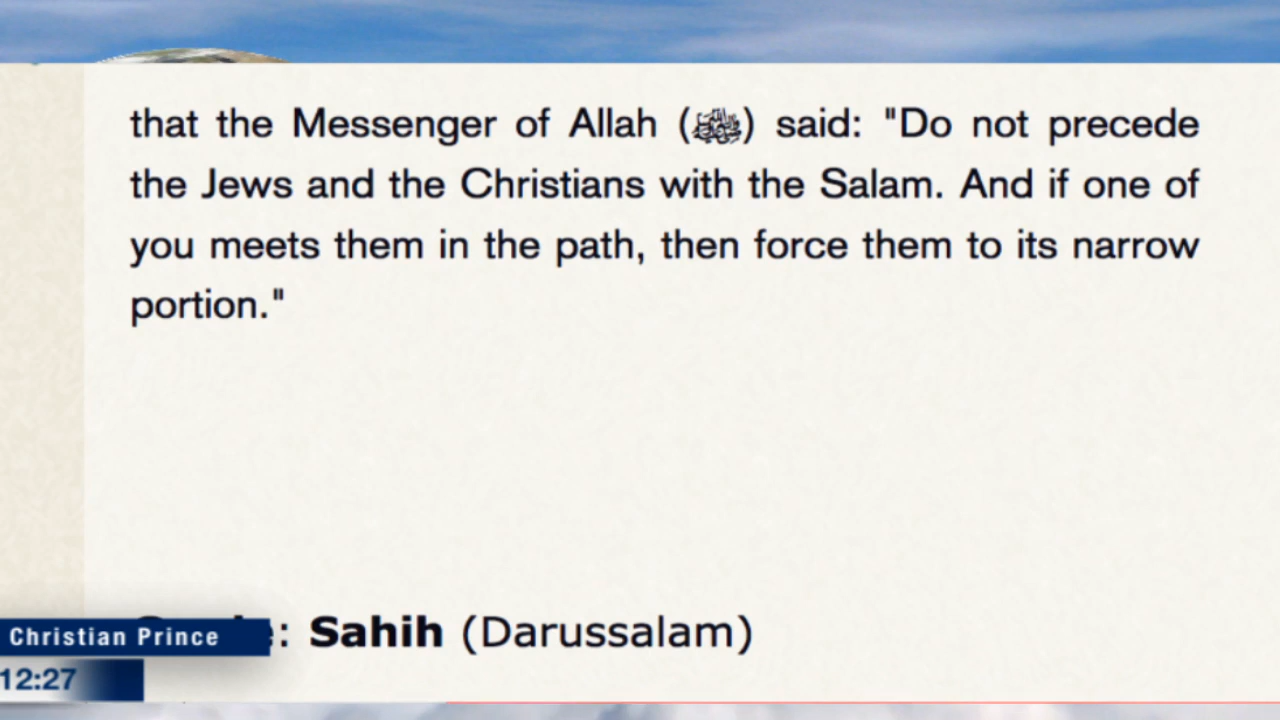 that the Messenger of Allah (ﷺ) said: "Do not precede
the Jews and the Christians with the Salam. And if one of
you meets them in the path, then force them to its narrow
portion."
: Sahih (Darussalam)
Christian Prince
12:27